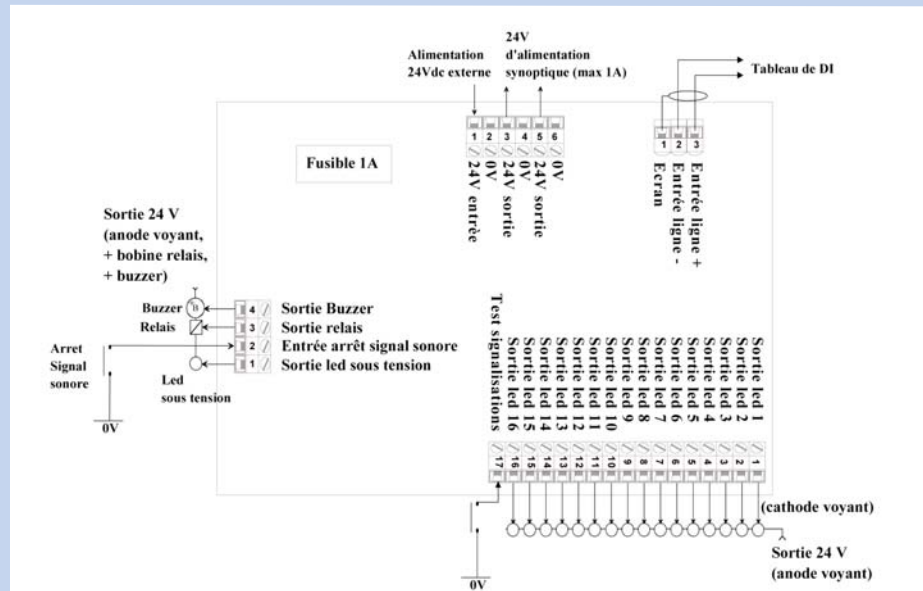 24V
d'alimentation
synoptique (max 1A)
Alimentation
24Vdc externe
Tableau de DI
1 2 3 4 5 6
24V entrèe
0V
24V sortie
0V
24V sortie
0V
1 2 3
Ecran
Entrée ligne -
Entrée ligne +
Fusible 1A
Sortie 24 V
(anode voyant,
+ bobine relais,
+ buzzer)
Buzzer
B
4
Sortie Buzzer
Relais
3
Sortie relais
2
Entrée arrêt signal sonore
1
Sortie led sous tension
Arret
Signal
sonore
Led
sous tension
0V
Test signalisations
Sortie led 16
Sortie led 15
Sortie led 14
Sortie led 13
Sortie led 12
Sortie led 11
Sortie led 10
Sortie led 9
Sortie led 8
Sortie led 7
Sortie led 6
Sortie led 5
Sortie led 4
Sortie led 3
Sortie led 2
Sortie led 1
17 16 15 14 13 12 11 10 9 8 7 6 5 4 3 2 1
(cathode voyant)
Sortie 24 V
(anode voyant)
0V